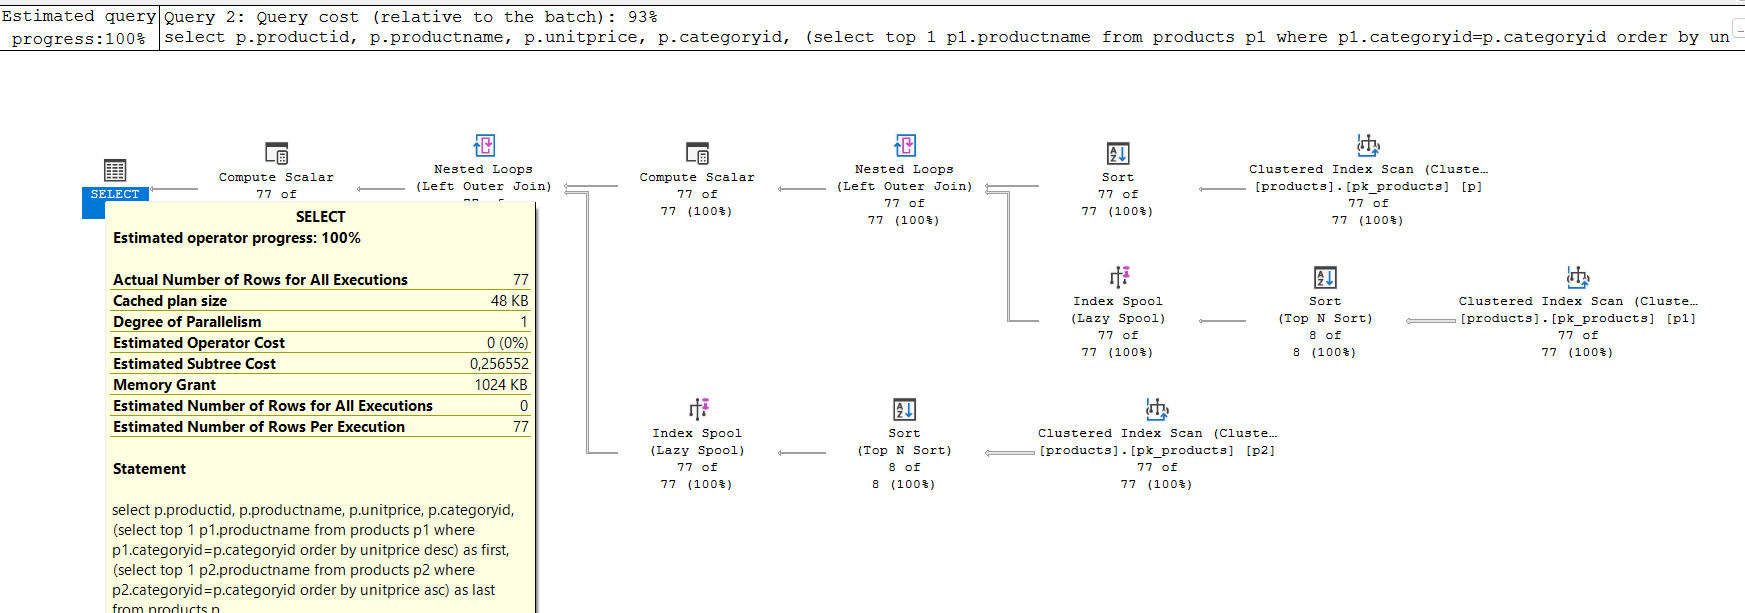 Estimated query
progress:100%
Query 2: Query cost (relative to the batch): 93%
select p.productid, p.productname, p.unitprice, p.categoryid, (select top 1 p1.productname from products p1 where p1.categoryid=p.categoryid order by un
SELECT
Compute Scalar
77 of
Nested Loops
(Left Outer Join)
Compute Scalar
77 of
77 (100%)
Nested Loops
(Left Outer Join)
77 of
77 (100%)
Sort
77 of
77 (100%)
Clustered Index Scan (Cluste…
[products].[pk_products] [p]
77 of
77 (100%)
Index Spool
(Lazy Spool)
77 of
77 (100%)
Sort
(Top N Sort)
8 of
8 (100%)
Clustered Index Scan (Cluste…
[products].[pk_products] [p1]
77 of
77 (100%)
Index Spool
(Lazy Spool)
77 of
77 (100%)
Sort
(Top N Sort)
8 of
8 (100%)
Clustered Index Scan (Cluste…
[products].[pk_products] [p2]
77 of
77 (100%)
SELECT
Estimated operator progress: 100%
Actual Number of Rows for All Executions 77
Cached plan size 48 KB
Degree of Parallelism 1
Estimated Operator Cost 0 (0%)
Estimated Subtree Cost 0,256552
Memory Grant 1024 KB
Estimated Number of Rows for All Executions 0
Estimated Number of Rows Per Execution 77
Statement
select p.productid, p.productname, p.unitprice, p.categoryid,
(select top 1 p1.productname from products p1 where
p1.categoryid=p.categoryid order by unitprice desc) as first,
(select top 1 p2.productname from products p2 where
p2.categoryid=p.categoryid order by unitprice asc) as last
from products p